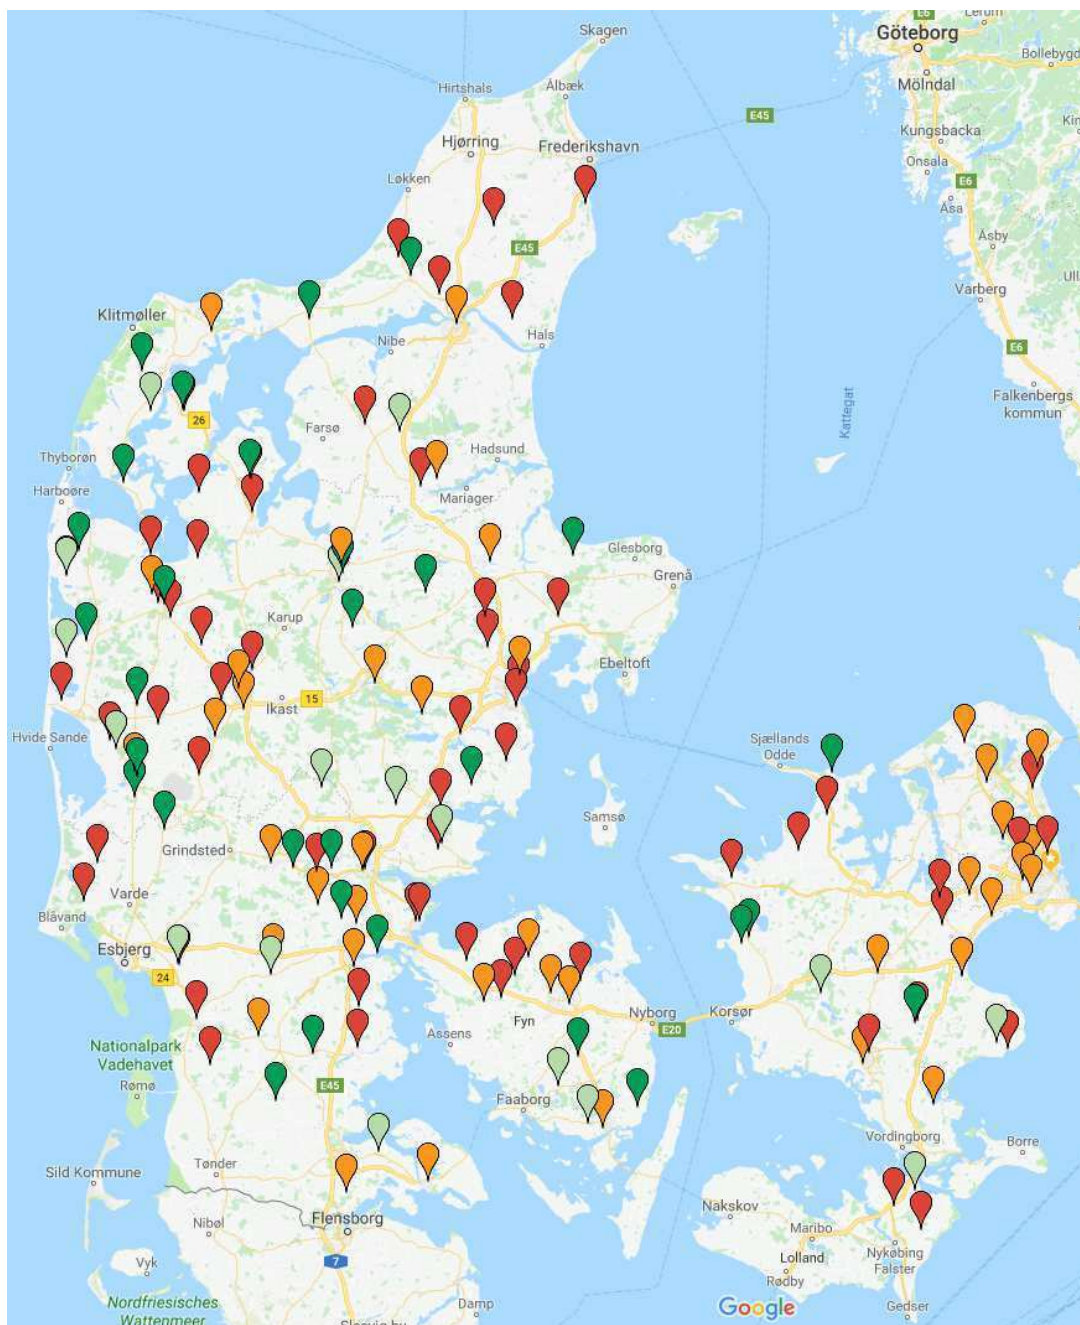 E6
Lerum
Skagen
Göteborg
Bollebygd
Mölndal
Hirtshals
Ålbæk
E45
Kungsbacka
Hjørring
Frederikshavn
Onsala
Løkken
E6
Åsa
E45
Åsby
Varberg
Klitmøller
Hals
Nibe
E6
Falkenbergs
kommun
Kattegat
26
Farsø
Hadsund
Thyborøn
Harboøre
Mariager
Glesborg
Grenå
Karup
Ebeltoft
15
Ikast
Hvide Sande
Sjællands
Odde
Samsø
Grindsted
Varde
Blåvand
Esbjerg
24
Nyborg
Korsør
Fyn
E20
Assens
Nationalpark
Vadehavet
Rømø
E45
Faaborg
Vordingborg
Borre
Tønder
Sild Kommune
Nakskov
Flensborg
Nibøl
Maribo
Lolland
Nykøbing
Falster
Vyk
7
Rødby
Nordfriesisches
Wattenmeer
Damp
Google
Gedser